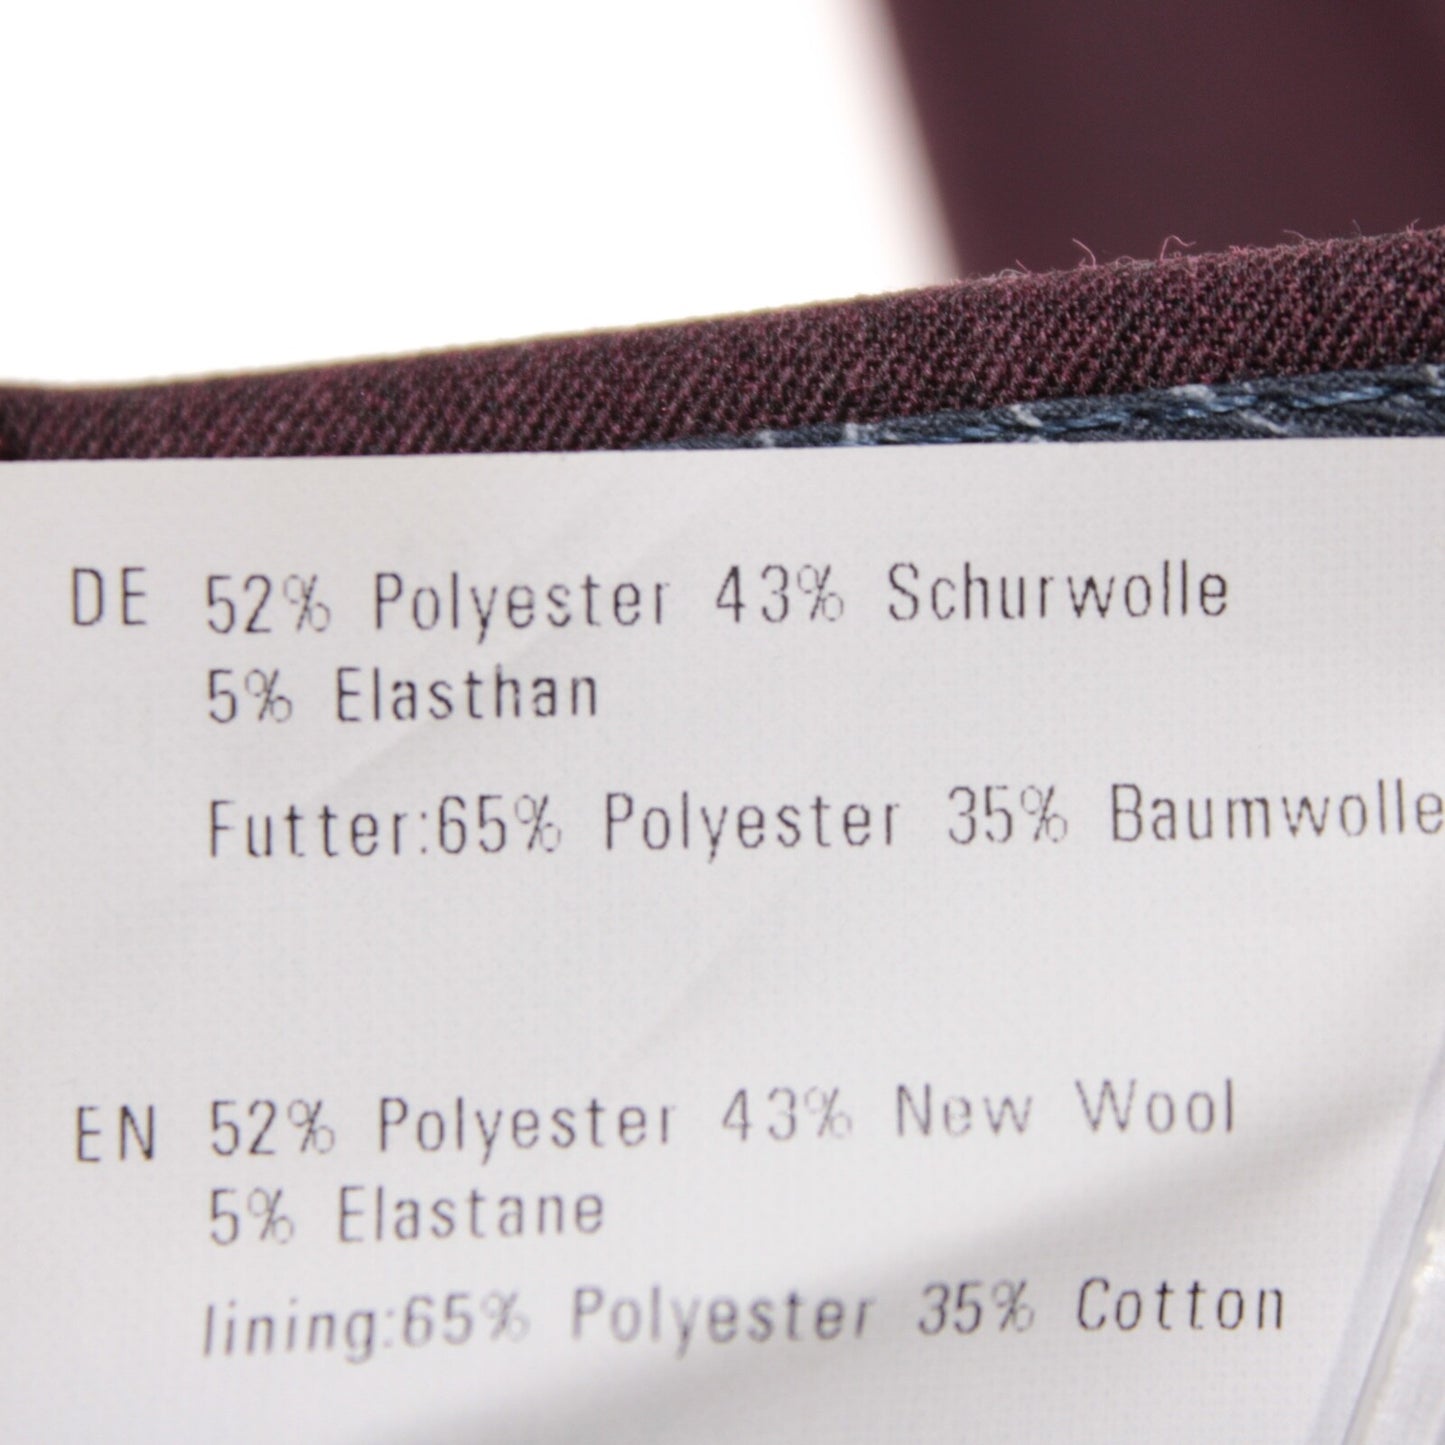 DE 52% Polyester 43% Schurwolle
5% Elasthan
Futter:65% Polyester 35% Baumwolle
EN 52% Polyester 43% New Wool
5% Elastane
lining:65% Polyester 35% Cotton